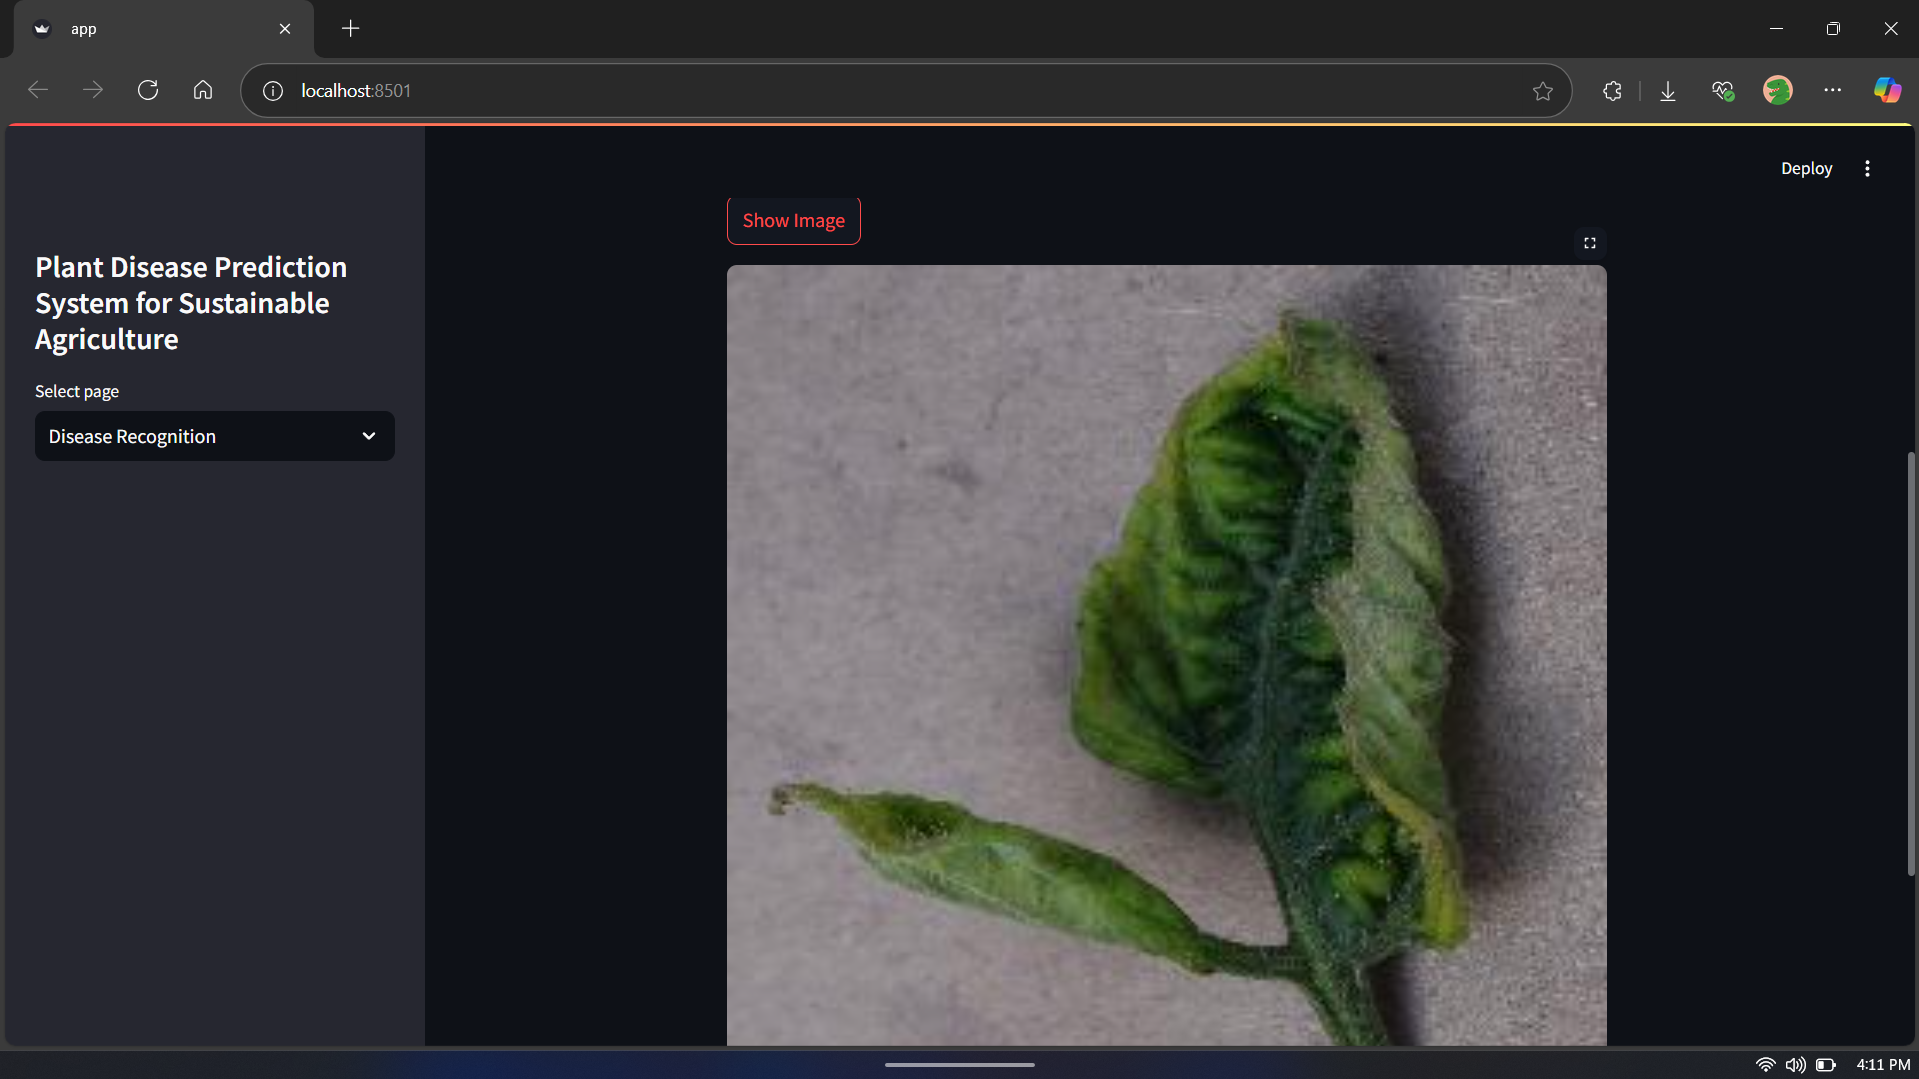 app
localhost:8501
Deploy
Show Image
Plant Disease Prediction
System for Sustainable
Agriculture
Select page
Disease Recognition
4:11 PM